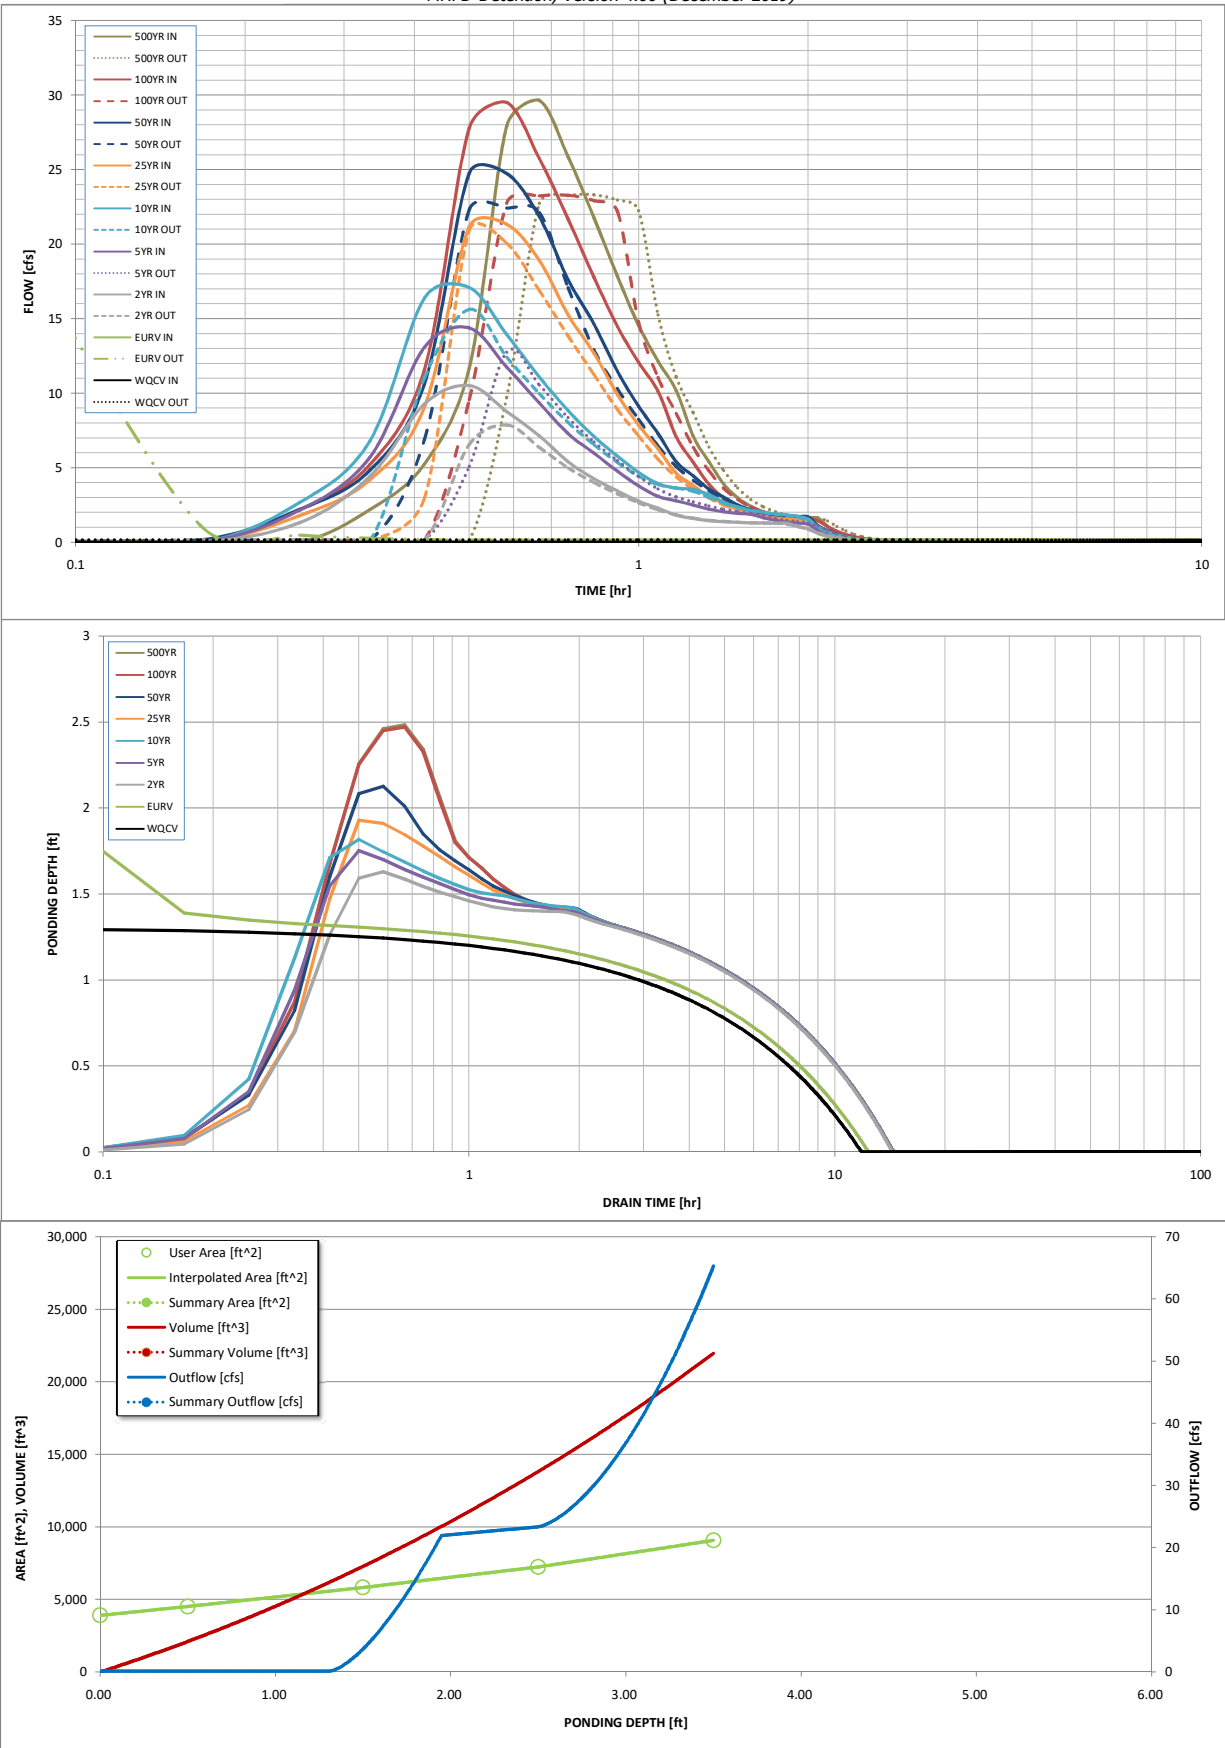 MHFD-Detention, Version 4.00 (December 2019)
35
30
25
20
15
10
5
0
FLOW [cfs]
500YR IN
500YR OUT
100YR IN
100YR OUT
50YR IN
50YR OUT
25YR IN
25YR OUT
10YR IN
10YR OUT
5YR IN
5YR OUT
2YR IN
2YR OUT
EURV IN
EURV OUT
WQCV IN
WQCV OUT
0.1
1
10
TIME [hr]
3
2.5
2
1.5
1
0.5
0
PONDING DEPTH [ft]
500YR
100YR
50YR
25YR
10YR
5YR
2YR
EURV
WQCV
0.1
1
10
100
DRAIN TIME [hr]
30,000
25,000
20,000
15,000
10,000
5,000
0
AREA [ft^2], VOLUME [ft^3]
User Area [ft^2]
Interpolated Area [ft^2]
Summary Area [ft^2]
Volume [ft^3]
Summary Volume [ft^3]
Outflow [cfs]
Summary Outflow [cfs]
70
60
50
40
30
20
10
0
OUTFLOW [cfs]
0.00
1.00
2.00
3.00
4.00
5.00
6.00
PONDING DEPTH [ft]